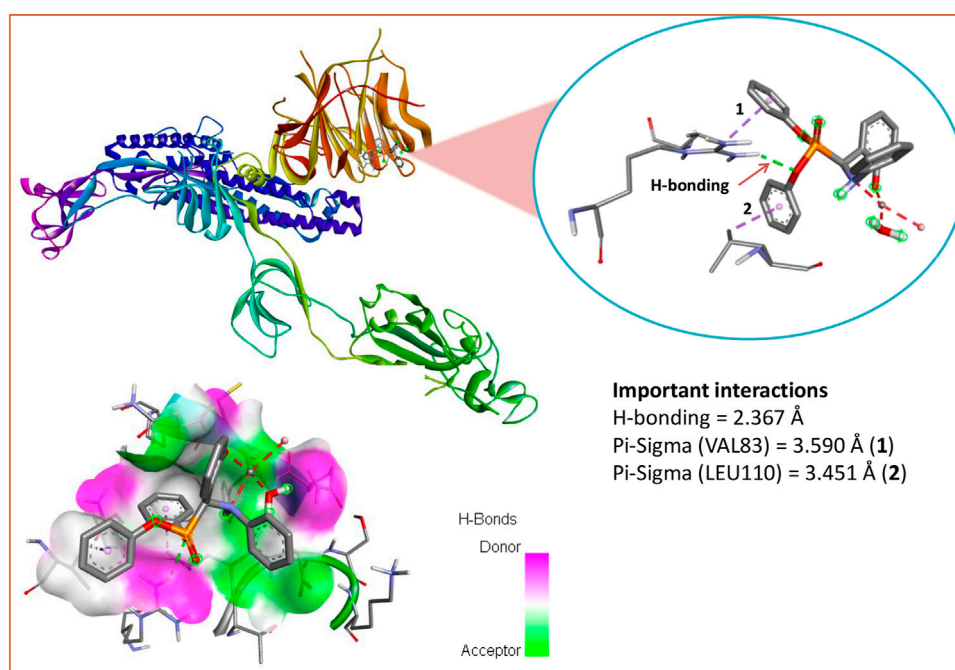 1
H-bonding
2
Important interactions
H-bonding = 2.367 Å
Pi-Sigma (VAL83) = 3.590 Å (1)
Pi-Sigma (LEU110) = 3.451 Å (2)
H-Bonds
Donor
Acceptor